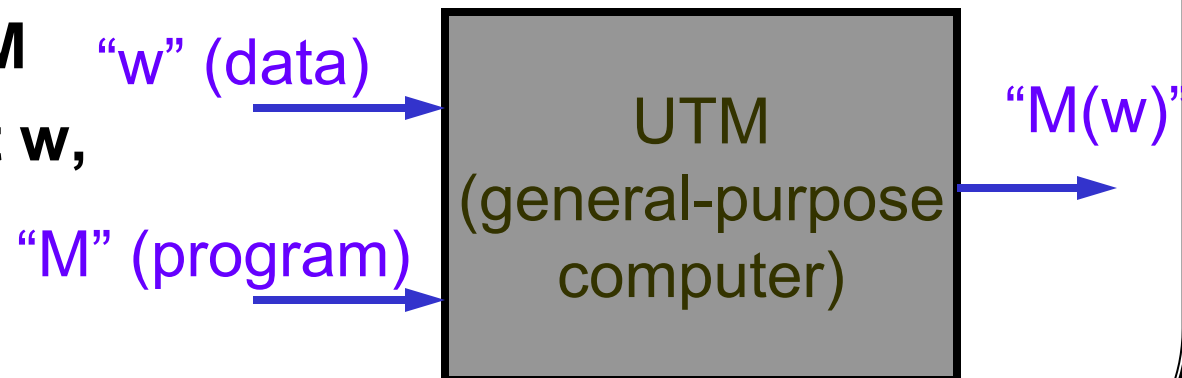 M
“w” (data)
w,
“M” (program)
UTM
(general-purpose
computer)
“M(w)”